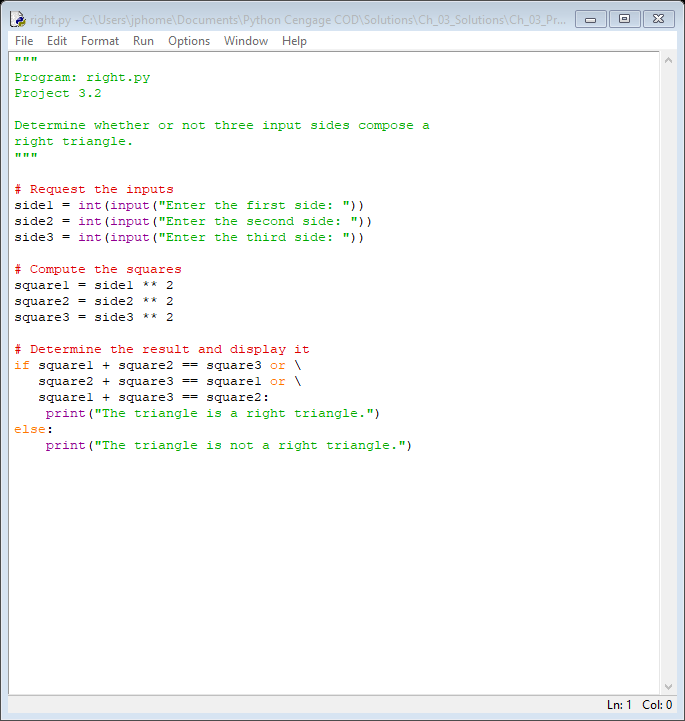 right.py - C:\Users\jphome\Documents\Python Cengage COD\Solutions\Ch_03_Solutions\Ch_03_Pr...
File Edit Format Run Options Window Help
"""
Program: right.py
Project 3.2
Determine whether or not three input sides compose a
right triangle.
"""
# Request the inputs
side1 = int(input("Enter the first side: "))
side2 = int(input("Enter the second side: "))
side3 = int(input("Enter the third side: "))
# Compute the squares
square1 = side1 ** 2
square2 = side2 ** 2
square3 = side3 ** 2
# Determine the result and display it
if square1 + square2 == square3 or \
   square2 + square3 == square1 or \
   square1 + square3 == square2:
    print("The triangle is a right triangle.")
else:
    print("The triangle is not a right triangle.")
Ln: 1 Col: 0